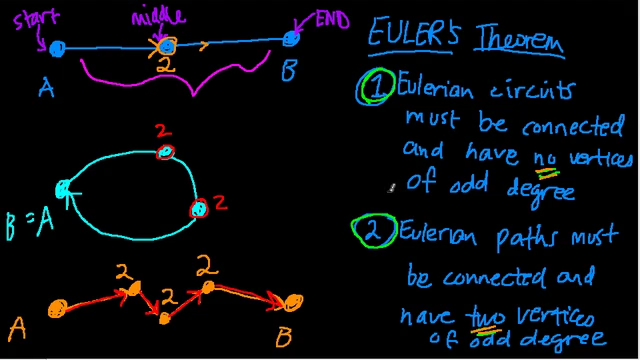 start
middle
END
2
A
B
2
2
B = A
2
2
2
A
B
EULER'S Theorem
1 Eulerian circuits
must be connected
and have no vertices
of odd degree
2 Eulerian paths must
be connected and
have two vertices
of odd degree